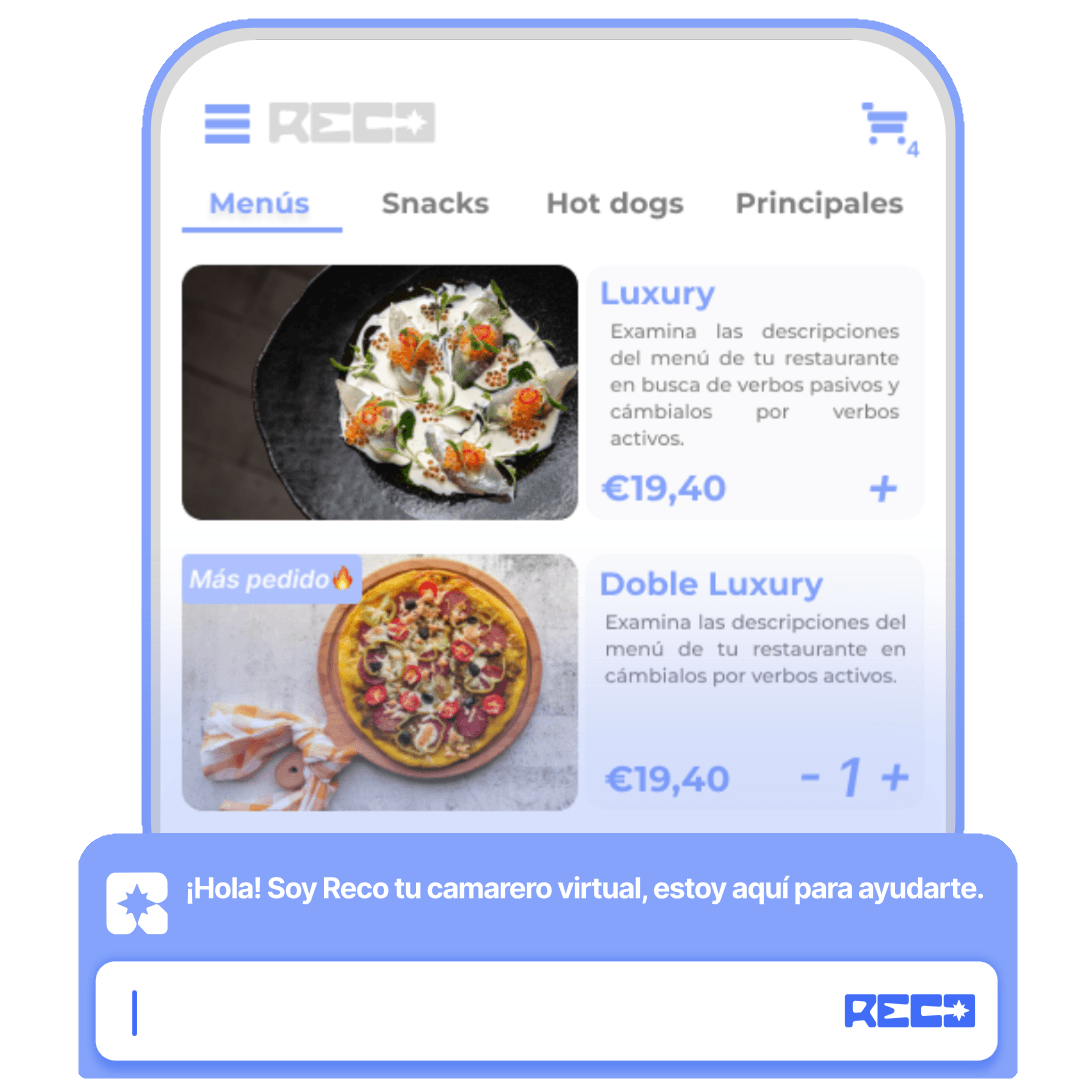 RECO
4
Menús Snacks Hot dogs Principales
Luxury
Examina las descripciones
del menú de tu restaurante
en busca de verbos pasivos y
cámbialos por verbos
activos.
€19,40 +
Más pedido🔥
Doble Luxury
Examina las descripciones del
menú de tu restaurante en
cámbialos por verbos activos.
€19,40 - 1 +
¡Hola! Soy Reco tu camarero virtual, estoy aquí para ayudarte.
RECO